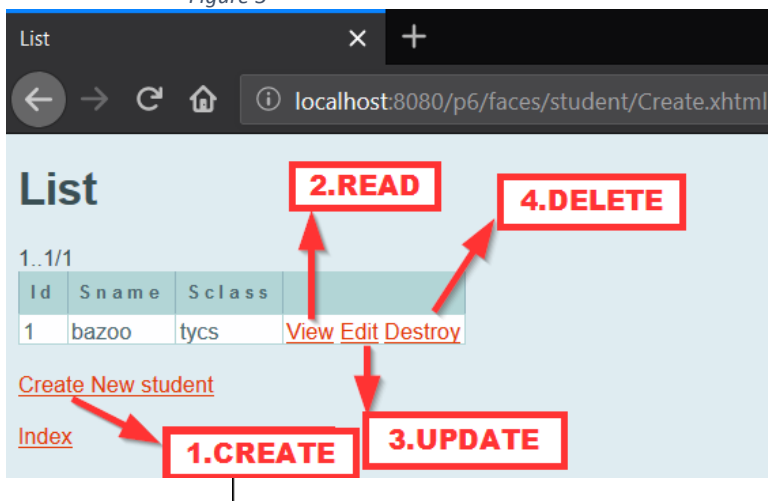 Figure 5
List
localhost:8080/p6/faces/student/Create.xhtml
List
2.READ
4.DELETE
1..1/1
Id Sname Sclass
1 bazoo tycs View Edit Destroy
Create New student
Index
1.CREATE
3.UPDATE